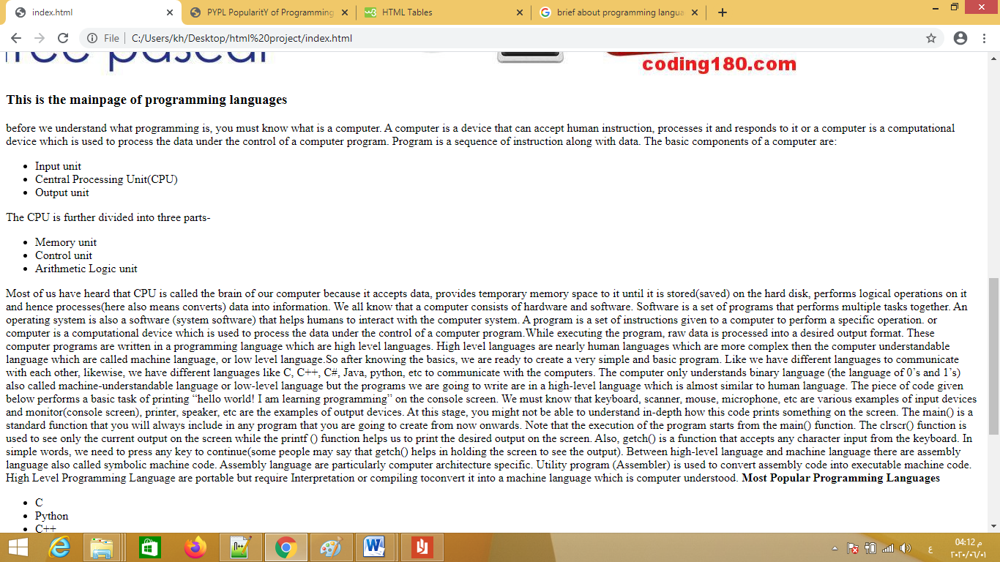 index.html
PYPL PopularitY of Programming
HTML Tables
brief about programming langua
File
C:/Users/kh/Desktop/html%20project/index.html
free pascal
coding180.com
This is the mainpage of programming languages
before we understand what programming is, you must know what is a computer. A computer is a device that can accept human instruction, processes it and responds to it or a computer is a computational
device which is used to process the data under the control of a computer program. Program is a sequence of instruction along with data. The basic components of a computer are:
Input unit
Central Processing Unit(CPU)
Output unit
The CPU is further divided into three parts-
Memory unit
Control unit
Arithmetic Logic unit
Most of us have heard that CPU is called the brain of our computer because it accepts data, provides temporary memory space to it until it is stored(saved) on the hard disk, performs logical operations on it
and hence processes(here also means converts) data into information. We all know that a computer consists of hardware and software. Software is a set of programs that performs multiple tasks together. An
operating system is also a software (system software) that helps humans to interact with the computer system. A program is a set of instructions given to a computer to perform a specific operation. or
computer is a computational device which is used to process the data under the control of a computer program.While executing the program, raw data is processed into a desired output format. These
computer programs are written in a programming language which are high level languages. High level languages are nearly human languages which are more complex then the computer understandable
language which are called machine language, or low level language.So after knowing the basics, we are ready to create a very simple and basic program. Like we have different languages to communicate
with each other, likewise, we have different languages like C, C++, C#, Java, python, etc to communicate with the computers. The computer only understands binary language (the language of 0’s and 1’s)
also called machine-understandable language or low-level language but the programs we are going to write are in a high-level language which is almost similar to human language. The piece of code given
below performs a basic task of printing “hello world! I am learning programming” on the console screen. We must know that keyboard, scanner, mouse, microphone, etc are various examples of input devices
and monitor(console screen), printer, speaker, etc are the examples of output devices. At this stage, you might not be able to understand in-depth how this code prints something on the screen. The main() is a
standard function that you will always include in any program that you are going to create from now onwards. Note that the execution of the program starts from the main() function. The clrscr() function is
used to see only the current output on the screen while the printf () function helps us to print the desired output on the screen. Also, getch() is a function that accepts any character input from the keyboard. In
simple words, we need to press any key to continue(some people may say that getch() helps in holding the screen to see the output). Between high-level language and machine language there are assembly
language also called symbolic machine code. Assembly language are particularly computer architecture specific. Utility program (Assembler) is used to convert assembly code into executable machine code.
High Level Programming Language are portable but require Interpretation or compiling toconvert it into a machine language which is computer understood. Most Popular Programming Languages
C
Python
C++
ع
04:12 م
٢٠٢٠/٠٦/٠١